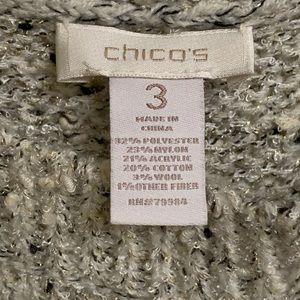 chico's
3
MADE IN
CHINA
32% POLYESTER
23% NYLON
21% ACRYLIC
20% COTTON
3% WOOL
1% OTHER FIBER
RN#79984